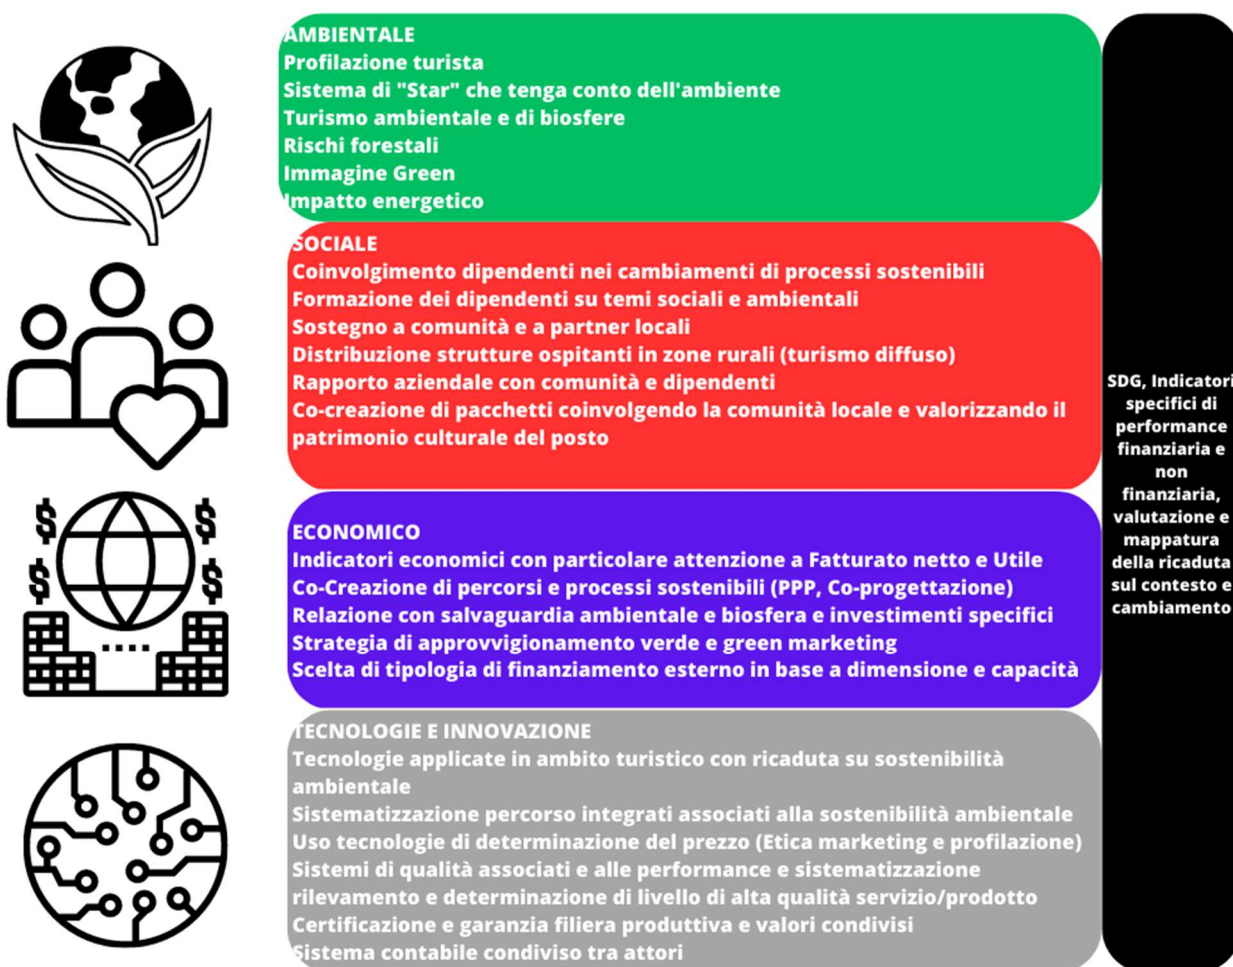 AMBIENTALE
Profilazione turista
Sistema di "Star" che tenga conto dell'ambiente
Turismo ambientale e di biosfere
Rischi forestali
Immagine Green
Impatto energetico
SOCIALE
Coinvolgimento dipendenti nei cambiamenti di processi sostenibili
Formazione dei dipendenti su temi sociali e ambientali
Sostegno a comunità e a partner locali
Distribuzione strutture ospitanti in zone rurali (turismo diffuso)
Rapporto aziendale con comunità e dipendenti
Co-creazione di pacchetti coinvolgendo la comunità locale e valorizzando il
patrimonio culturale del posto
ECONOMICO
Indicatori economici con particolare attenzione a Fatturato netto e Utile
Co-Creazione di percorsi e processi sostenibili (PPP, Co-progettazione)
Relazione con salvaguardia ambientale e biosfera e investimenti specifici
Strategia di approvvigionamento verde e green marketing
Scelta di tipologia di finanziamento esterno in base a dimensione e capacità
TECNOLOGIE E INNOVAZIONE
Tecnologie applicate in ambito turistico con ricaduta su sostenibilità
ambientale
Sistematizzazione percorso integrati associati alla sostenibilità ambientale
Uso tecnologie di determinazione del prezzo (Etica marketing e profilazione)
Sistemi di qualità associati e alle performance e sistematizzazione
rilevamento e determinazione di livello di alta qualità servizio/prodotto
Certificazione e garanzia filiera produttiva e valori condivisi
Sistema contabile condiviso tra attori
SDG, Indicatori
specifici di
performance
finanziaria e
non
finanziaria,
valutazione e
mappatura
della ricaduta
sul contesto e
cambiamento